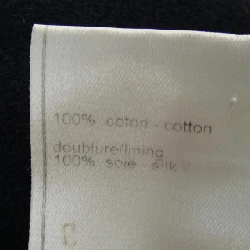 100% coton - cotton
doublure/lining
100% soie - silk